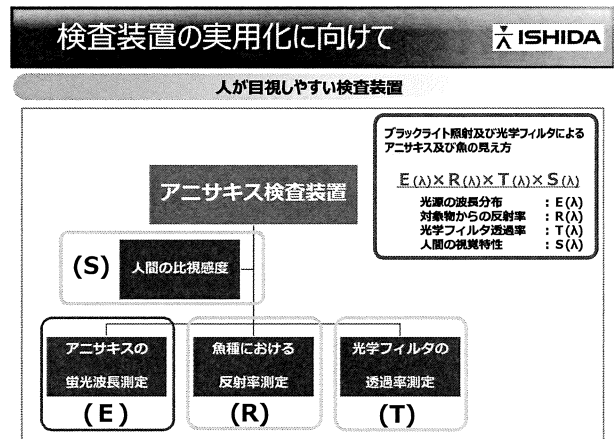 検査装置の実用化に向けて
ISHIDA
人が目視しやすい検査装置
ブラックライト照射及び光学フィルタによる
アニサキス及び魚の見え方
E(λ)×R(λ)×T(λ)×S(λ)
光源の波長分布 : E(λ)
対象物からの反射率 : R(λ)
光学フィルタ透過率 : T(λ)
人間の視覚特性 : S(λ)
アニサキス検査装置
(S) 人間の比視感度
アニサキスの
蛍光波長測定
(E)
魚種における
反射率測定
(R)
光学フィルタの
透過率測定
(T)